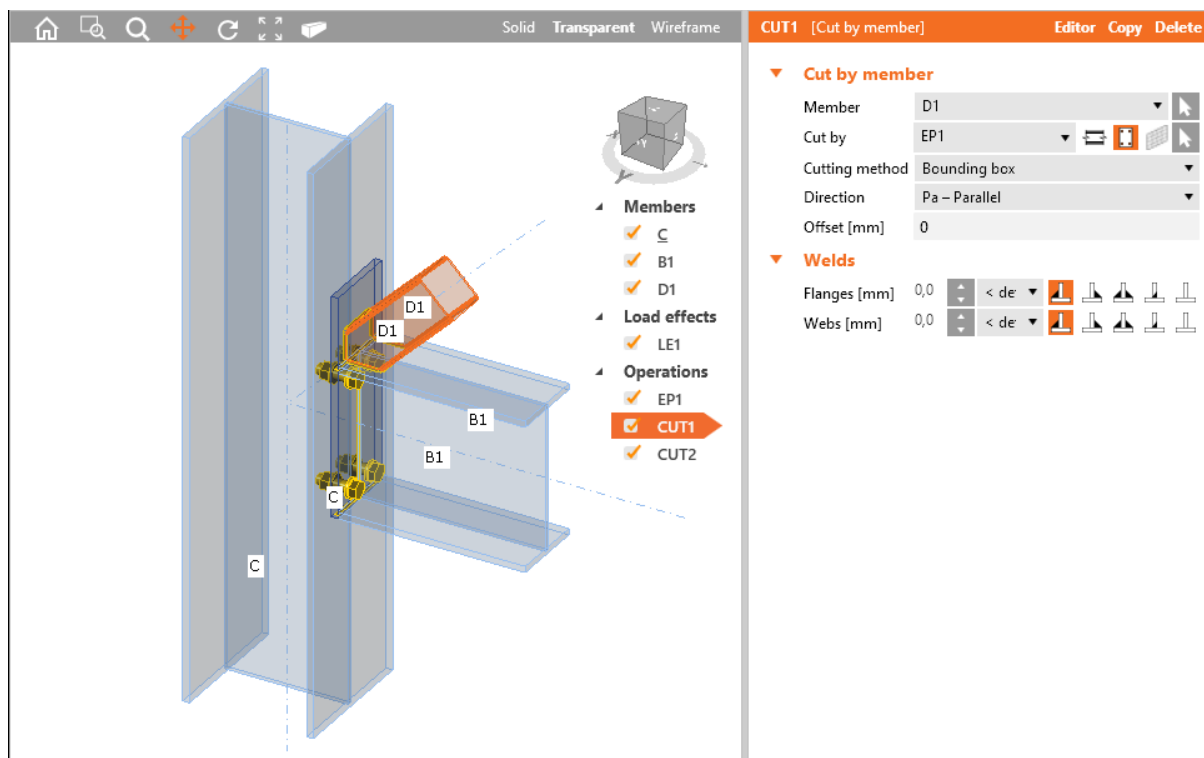 Solid Transparent Wireframe
CUT1 [Cut by member] Editor Copy Delete
Cut by member
Member D1
Cut by EP1
Cutting method Bounding box
Direction Pa – Parallel
Offset [mm] 0
Welds
Flanges [mm] 0,0 < de
Webs [mm] 0,0 < de
Members
C
B1
D1
Load effects
LE1
Operations
EP1
CUT1
CUT2
D1
D1
B1
B1
C
C
+Y
Y